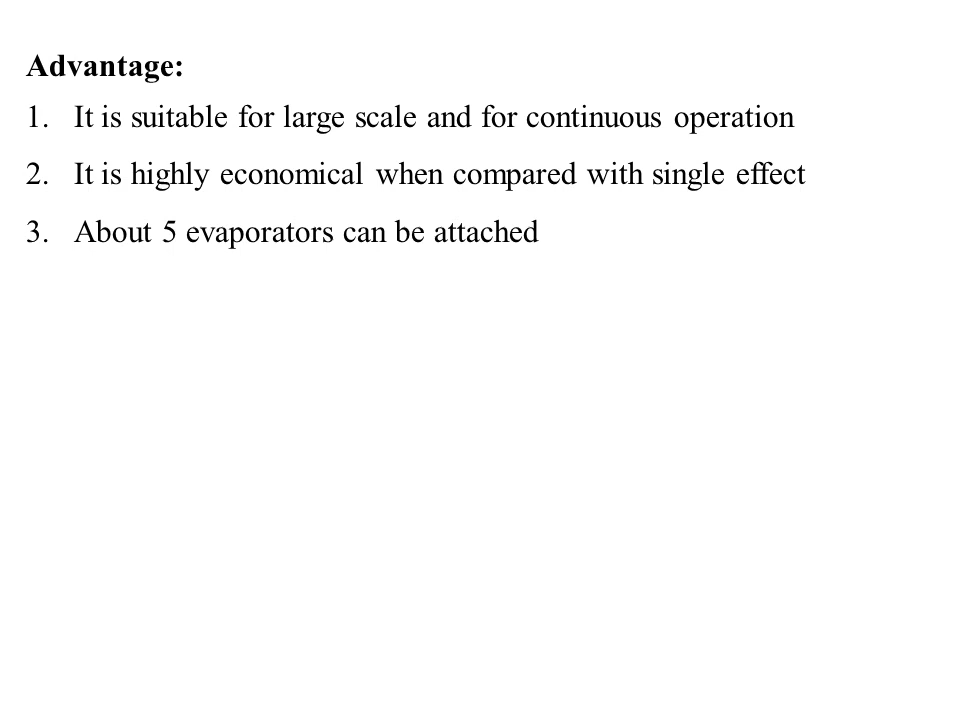 Advantage:
1. It is suitable for large scale and for continuous operation
2. It is highly economical when compared with single effect
3. About 5 evaporators can be attached